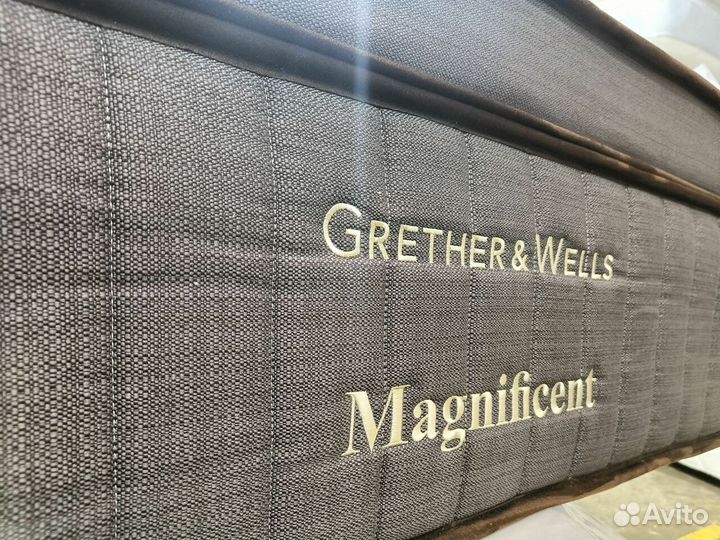 GRETHER & WELLS
Magnificent
Avito